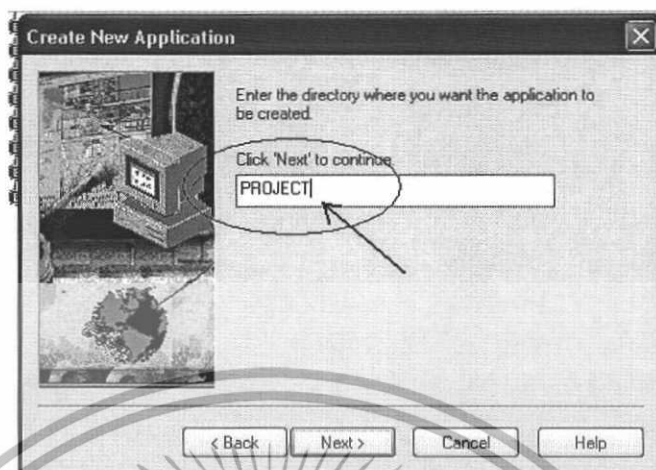 Create New Application
Enter the directory where you want the application to
be created.
Click 'Next' to continue
PROJECT
< Back
Next >
Cancel
Help